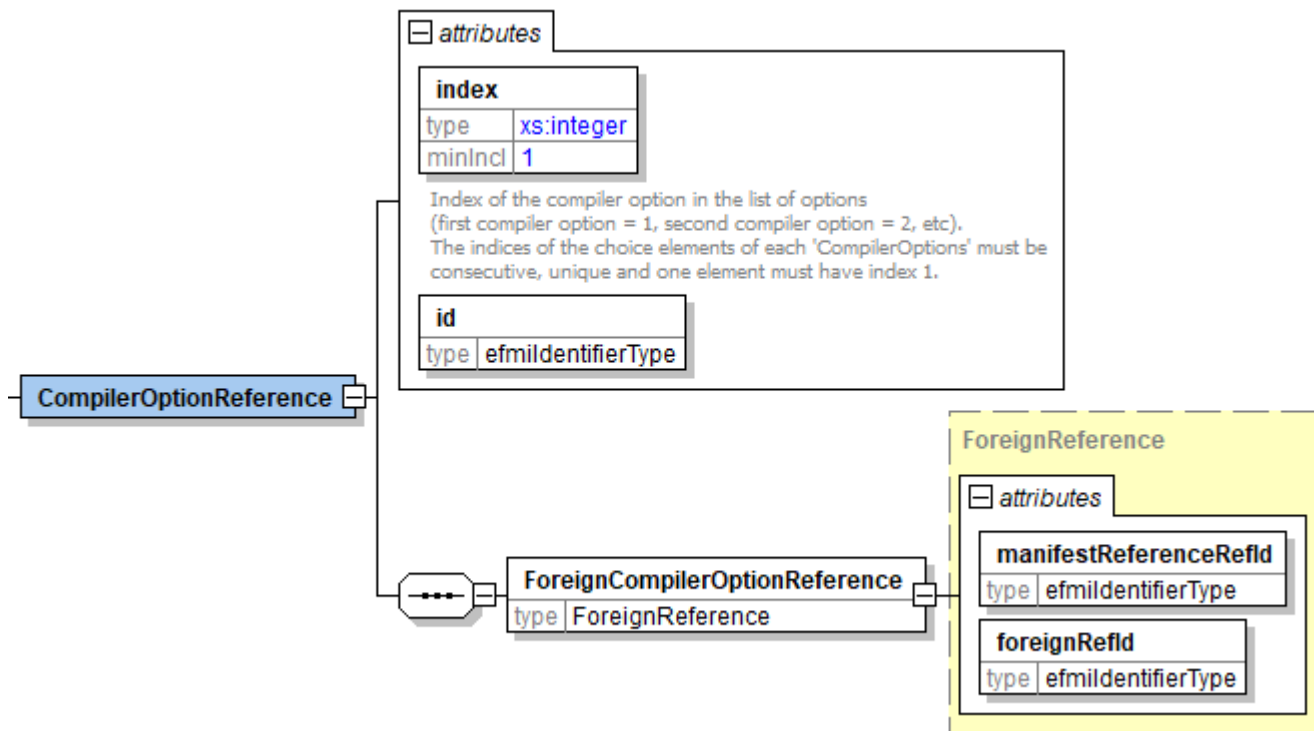 attributes
index
type xs:integer
minIncl 1
Index of the compiler option in the list of options
(first compiler option = 1, second compiler option = 2, etc).
The indices of the choice elements of each 'CompilerOptions' must be
consecutive, unique and one element must have index 1.
id
type efmiIdentifierType
CompilerOptionReference
ForeignReference
attributes
manifestReferenceRefId
type efmiIdentifierType
foreignRefId
type efmiIdentifierType
ForeignCompilerOptionReference
type ForeignReference